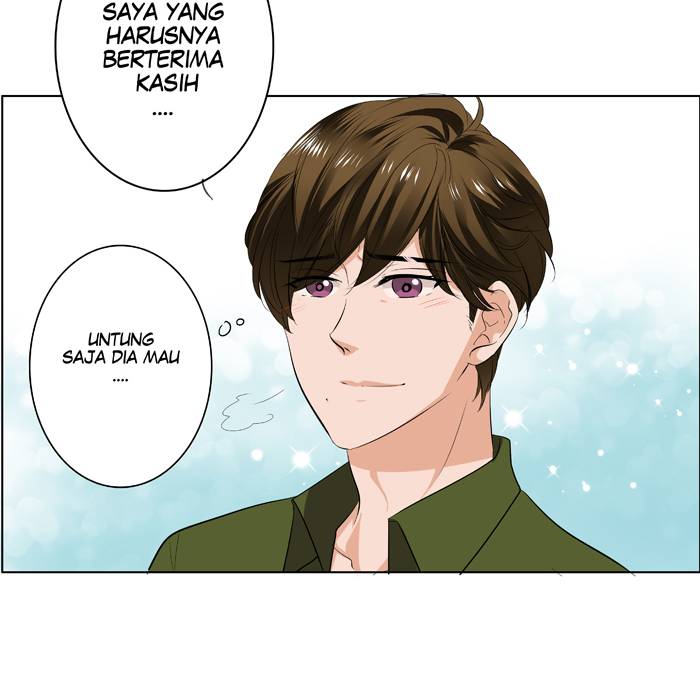 SAYA YANG
HARUSNYA
BERTERIMA
KASIH
....
UNTUNG
SAJA DIA MAU
....